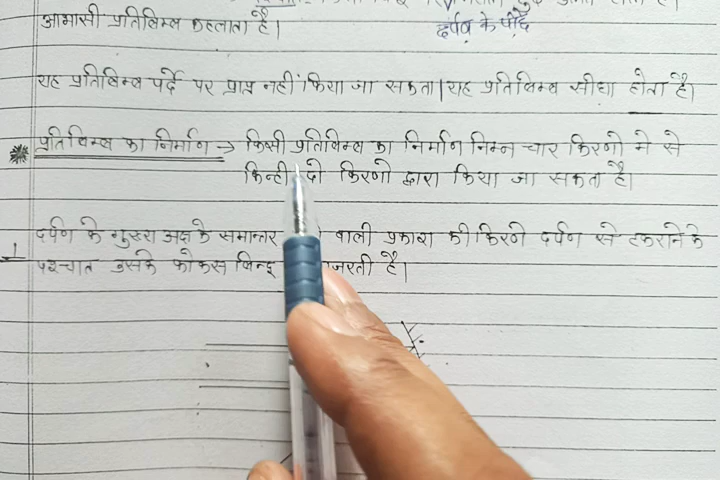 आभासी प्रतिबिम्ब कहलाता है।
दर्पण के पीछे
यह प्रतिबिम्ब पर्दे पर प्राप्त नहीं किया जा सकता। यह प्रतिबिम्ब सीधा होता है।
प्रतिबिम्ब का निर्माण → किसी प्रतिबिम्ब का निर्माण निम्न चार किरणो मे से
किन्ही दो किरणो द्वारा किया जा सकता है।
दर्पण के मुख्य अक्ष के समान्तर वाली प्रकाश की किरणे दर्पण से टकराने के
पश्चात उसके फोकस बिन्दु गुजरती है।